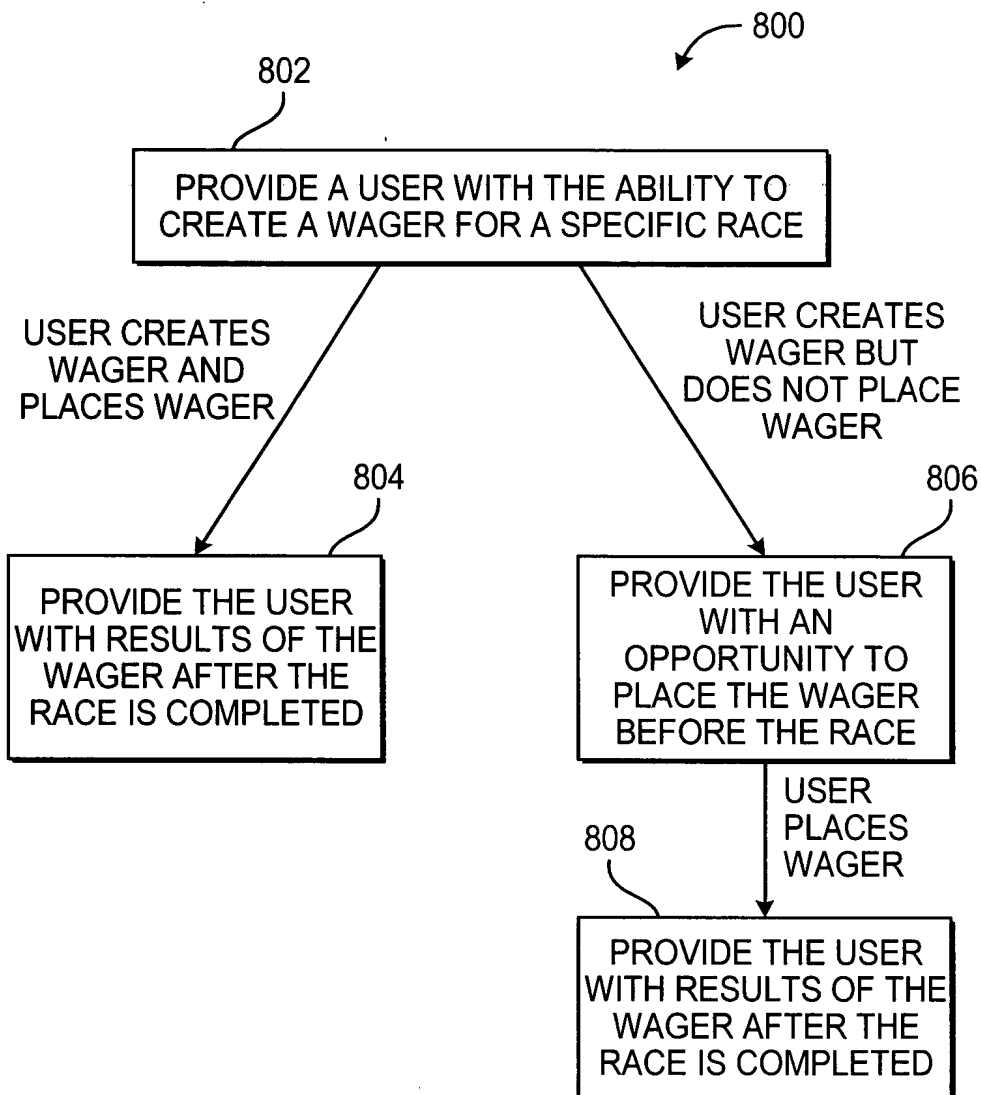 800
802
PROVIDE A USER WITH THE ABILITY TO
CREATE A WAGER FOR A SPECIFIC RACE
USER CREATES
WAGER AND
PLACES WAGER
USER CREATES
WAGER BUT
DOES NOT PLACE
WAGER
804
PROVIDE THE USER
WITH RESULTS OF THE
WAGER AFTER THE
RACE IS COMPLETED
806
PROVIDE THE USER
WITH AN
OPPORTUNITY TO
PLACE THE WAGER
BEFORE THE RACE
USER
PLACES
WAGER
808
PROVIDE THE USER
WITH RESULTS OF THE
WAGER AFTER THE
RACE IS COMPLETED